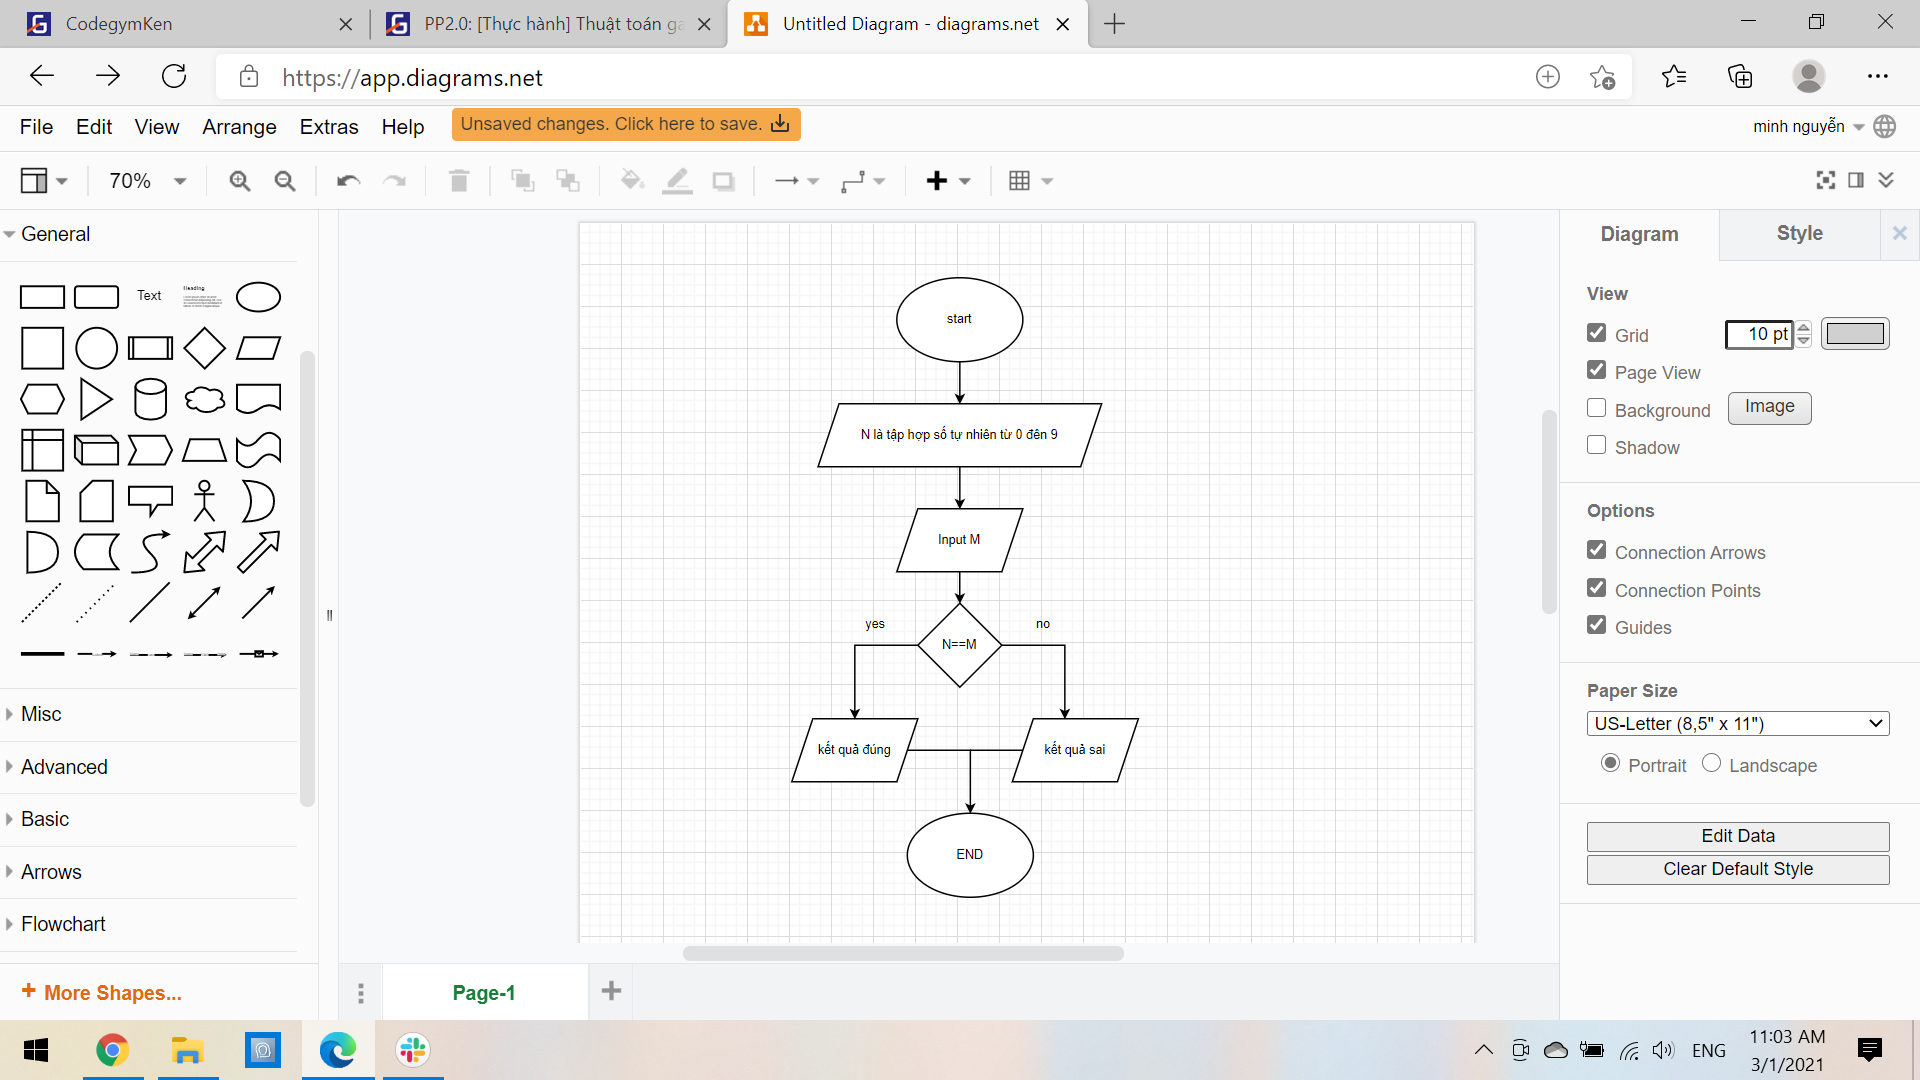 CodegymKen
PP2.0: [Thực hành] Thuật toán ga
Untitled Diagram - diagrams.net
https://app.diagrams.net
File Edit View Arrange Extras Help
Unsaved changes. Click here to save.
minh nguyễn
70%
General
Text
Heading
Misc
Advanced
Basic
Arrows
Flowchart
+ More Shapes...
start
N là tập hợp số tự nhiên từ 0 đên 9
Input M
yes
no
N==M
kết quả đúng
kết quả sai
END
Page-1
Diagram
Style
View
Grid
10 pt
Page View
Background
Image
Shadow
Options
Connection Arrows
Connection Points
Guides
Paper Size
US-Letter (8,5" x 11")
Portrait
Landscape
Edit Data
Clear Default Style
ENG
11:03 AM
3/1/2021